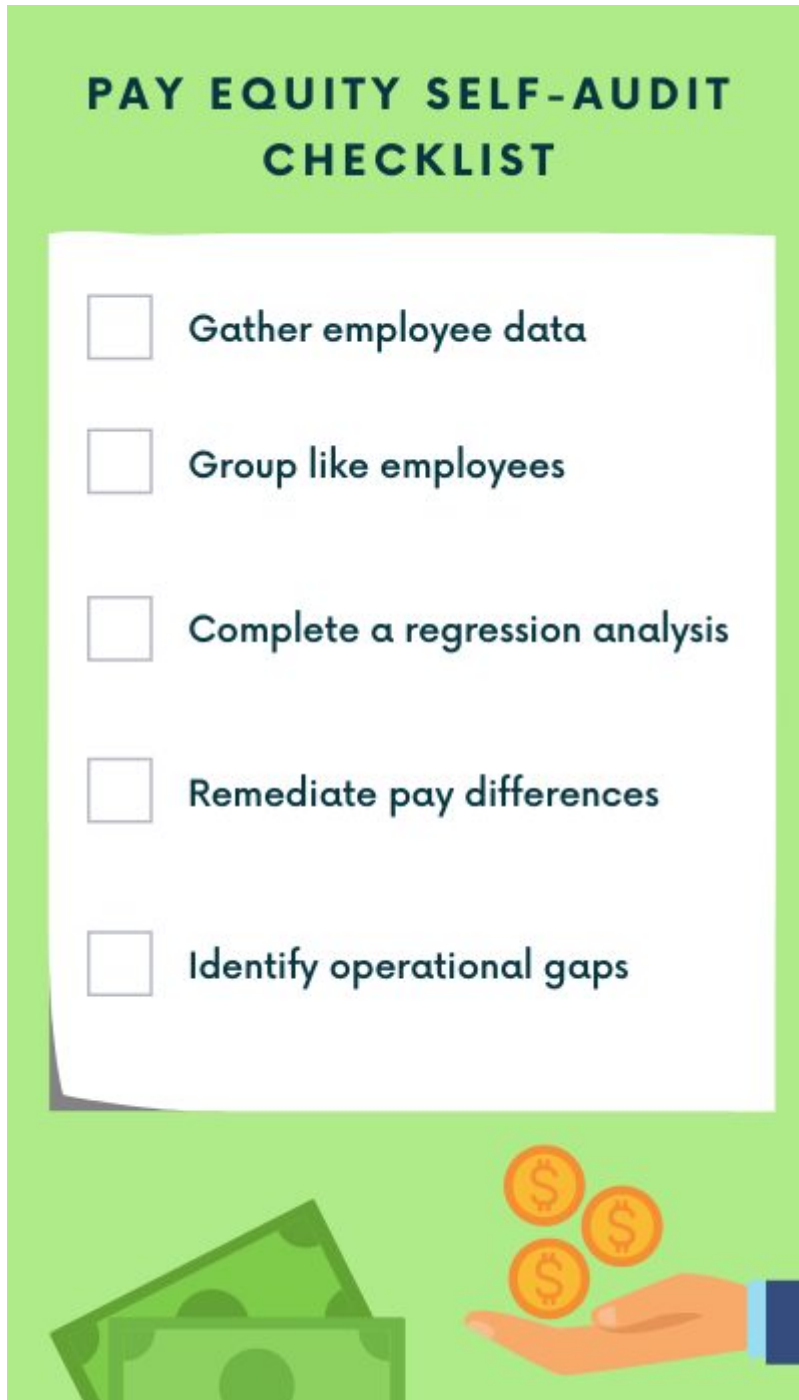 PAY EQUITY SELF-AUDIT
CHECKLIST
Gather employee data
Group like employees
Complete a regression analysis
Remediate pay differences
Identify operational gaps
$
$
$